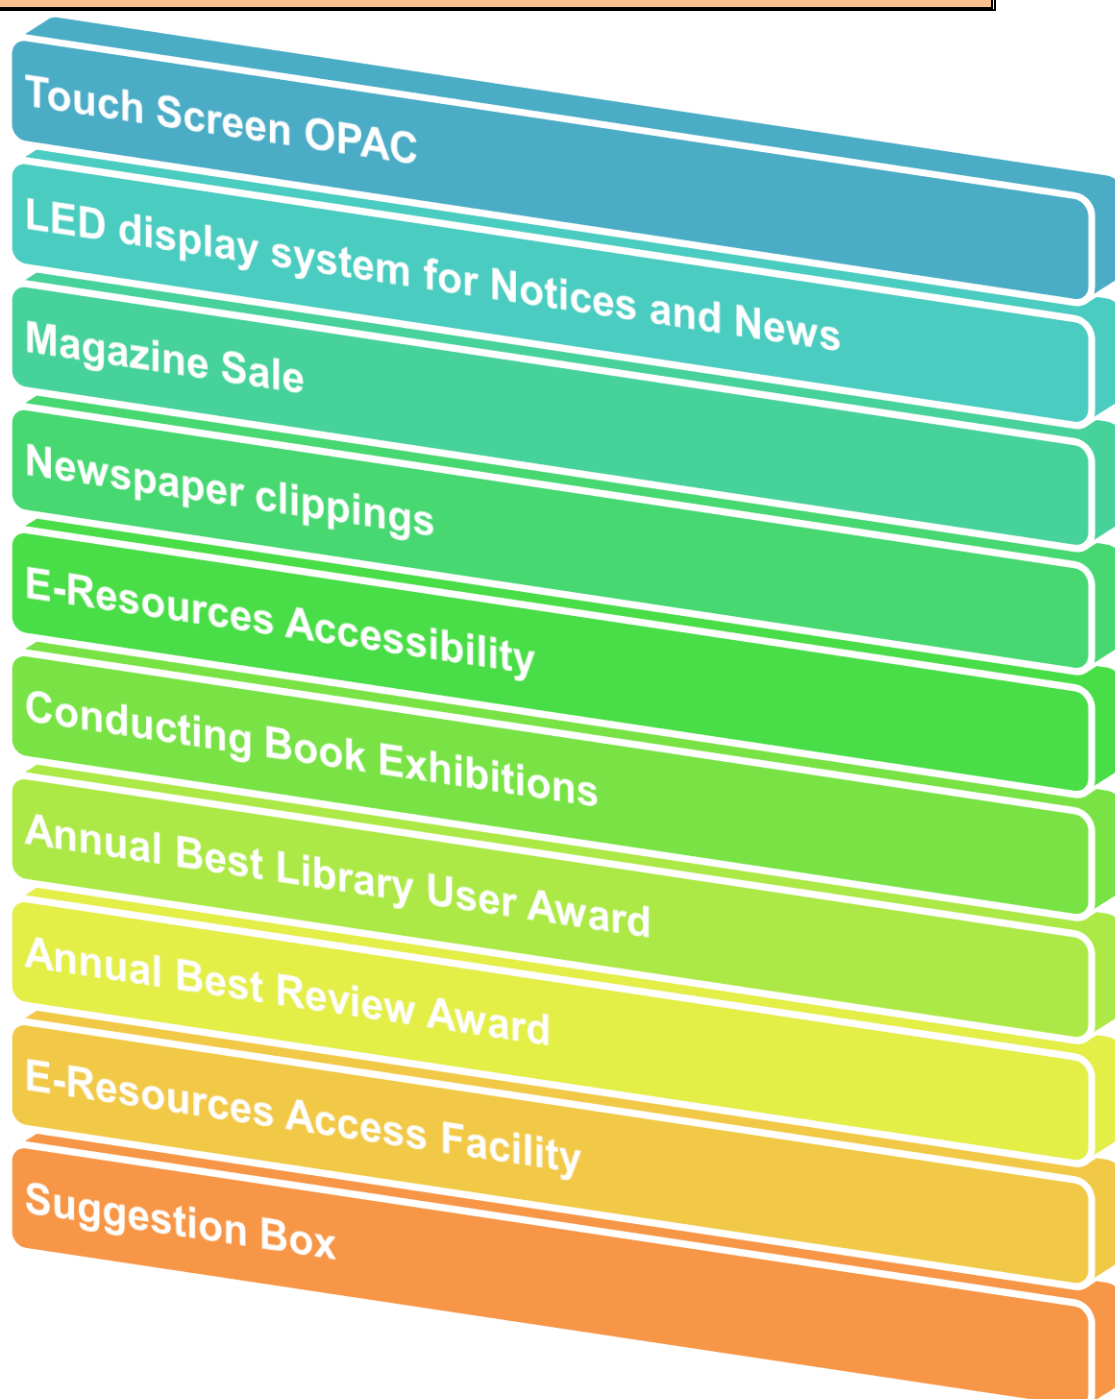 Touch Screen OPAC
LED display system for Notices and News
Magazine Sale
Newspaper clippings
E-Resources Accessibility
Conducting Book Exhibitions
Annual Best Library User Award
Annual Best Review Award
E-Resources Access Facility
Suggestion Box